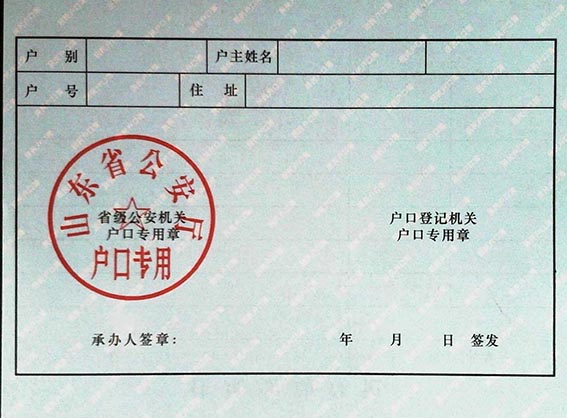 户 别 户主姓名
户 号 住 址
山东省公安厅
省级公安机关
户口专用章
户口专用
户口登记机关
户口专用章
承办人签章: 年 月 日 签发